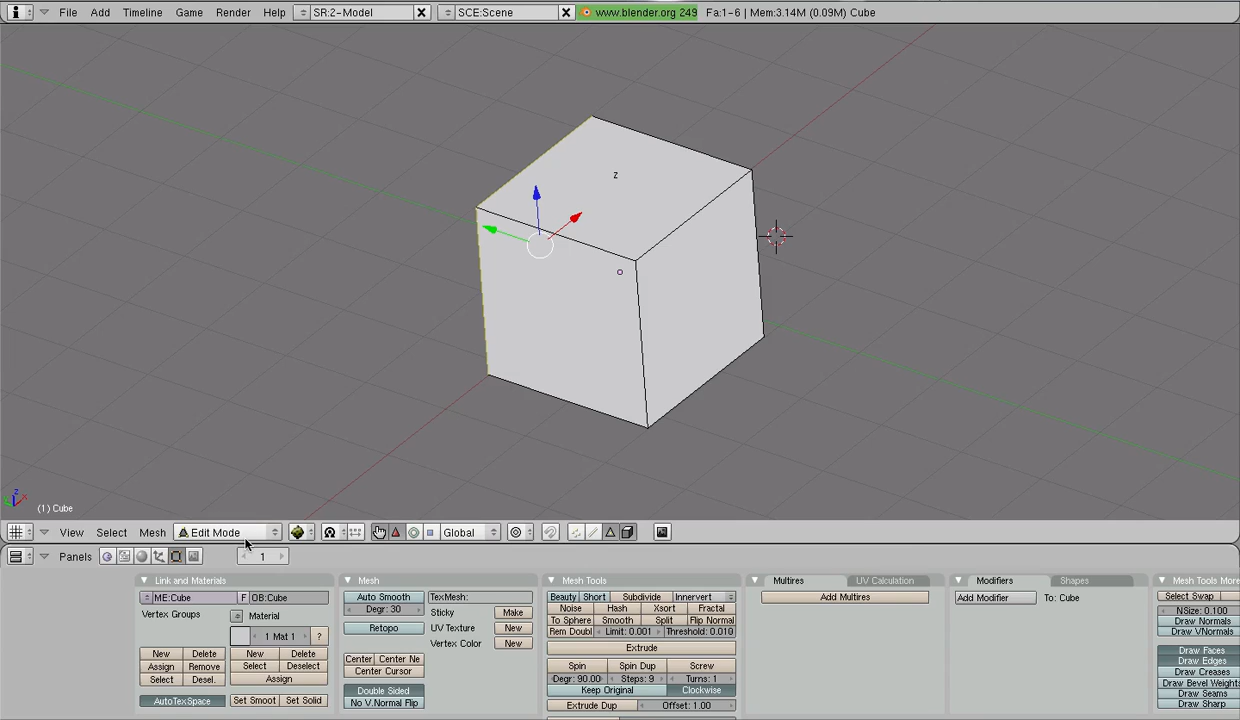 File Add Timeline Game Render SR:2-Model SCE:Scene www.blender.org 249 Fa:1-6 | Mem:3.14M (0.09M) Cube
z
z
(1) Cube
View Select Mesh Edit Mode Global
Panels 1
Link and Materials
ME:Cube F OB:Cube
Vertex Groups Material
1 Mat 1 ?
New Delete New Delete
Assign Remove Select Deselect
Select Desel. Assign
AutoTexSpace Set Smoot Set Solid
Mesh
Auto Smooth TexMesh:
Degr: 30 Sticky Make
Retopo UV Texture New
Vertex Color New
Center Center Ne
Center Cursor
Double Sided
No V.Normal Flip
Mesh Tools
Beauty Short Subdivide Innervert
Noise Hash Xsort Fractal
To Sphere Smooth Split Flip Normal
Rem Doubl Limit: 0.001 Threshold: 0.010
Extrude
Spin Spin Dup Screw
Degr: 90.00 Steps: 9 Turns: 1
Keep Original Clockwise
Extrude Dup Offset: 1.00
Multires UV Calculation
Add Multires
Modifiers Shapes
Add Modifier To: Cube
Mesh Tools More
Select Swap
NSize: 0.100
Draw Normals
Draw VNormals
Draw Faces
Draw Edges
Draw Creases
Draw Bevel Weights
Draw Seams
Draw Sharp